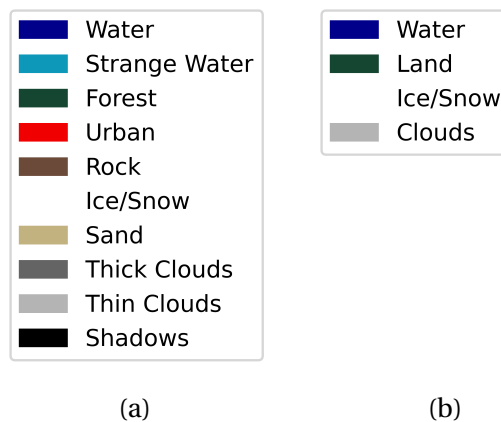 Water
Strange Water
Forest
Urban
Rock
Ice/Snow
Sand
Thick Clouds
Thin Clouds
Shadows
(a)
Water
Land
Ice/Snow
Clouds
(b)